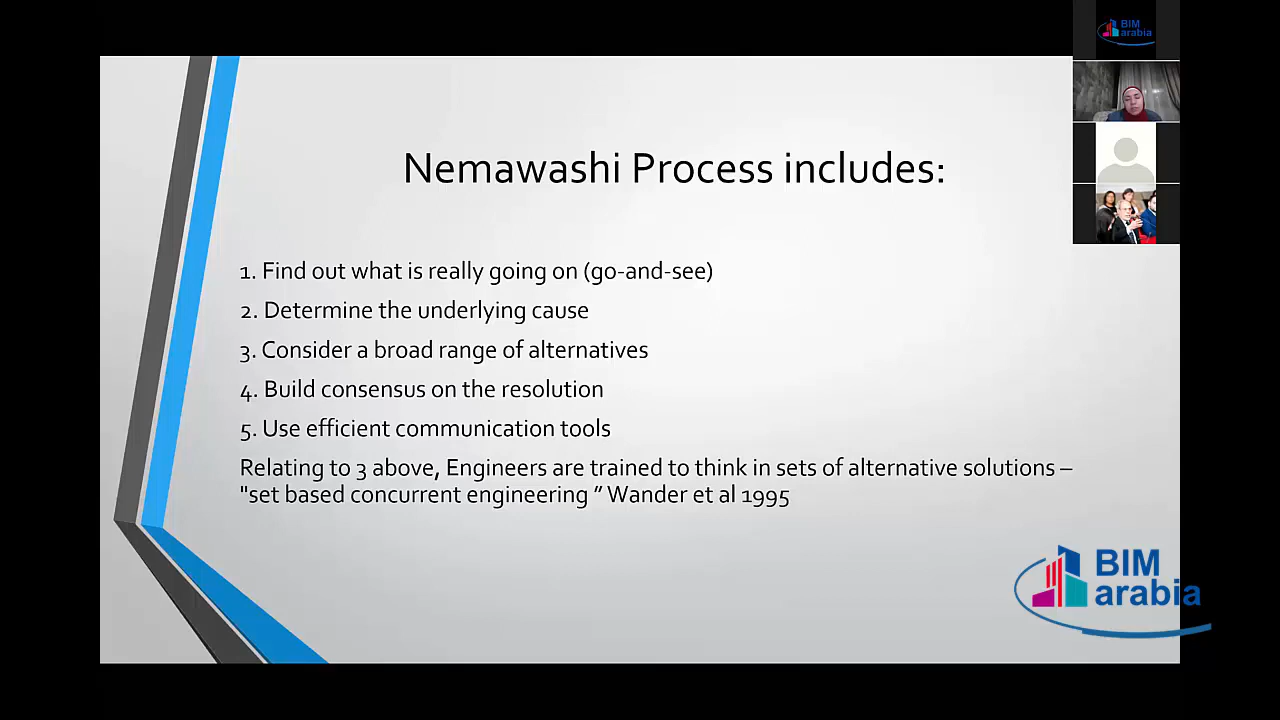 BIM
arabia
Nemawashi Process includes:
1. Find out what is really going on (go-and-see)
2. Determine the underlying cause
3. Consider a broad range of alternatives
4. Build consensus on the resolution
5. Use efficient communication tools
Relating to 3 above, Engineers are trained to think in sets of alternative solutions –
"set based concurrent engineering ” Wander et al 1995
BIM
arabia